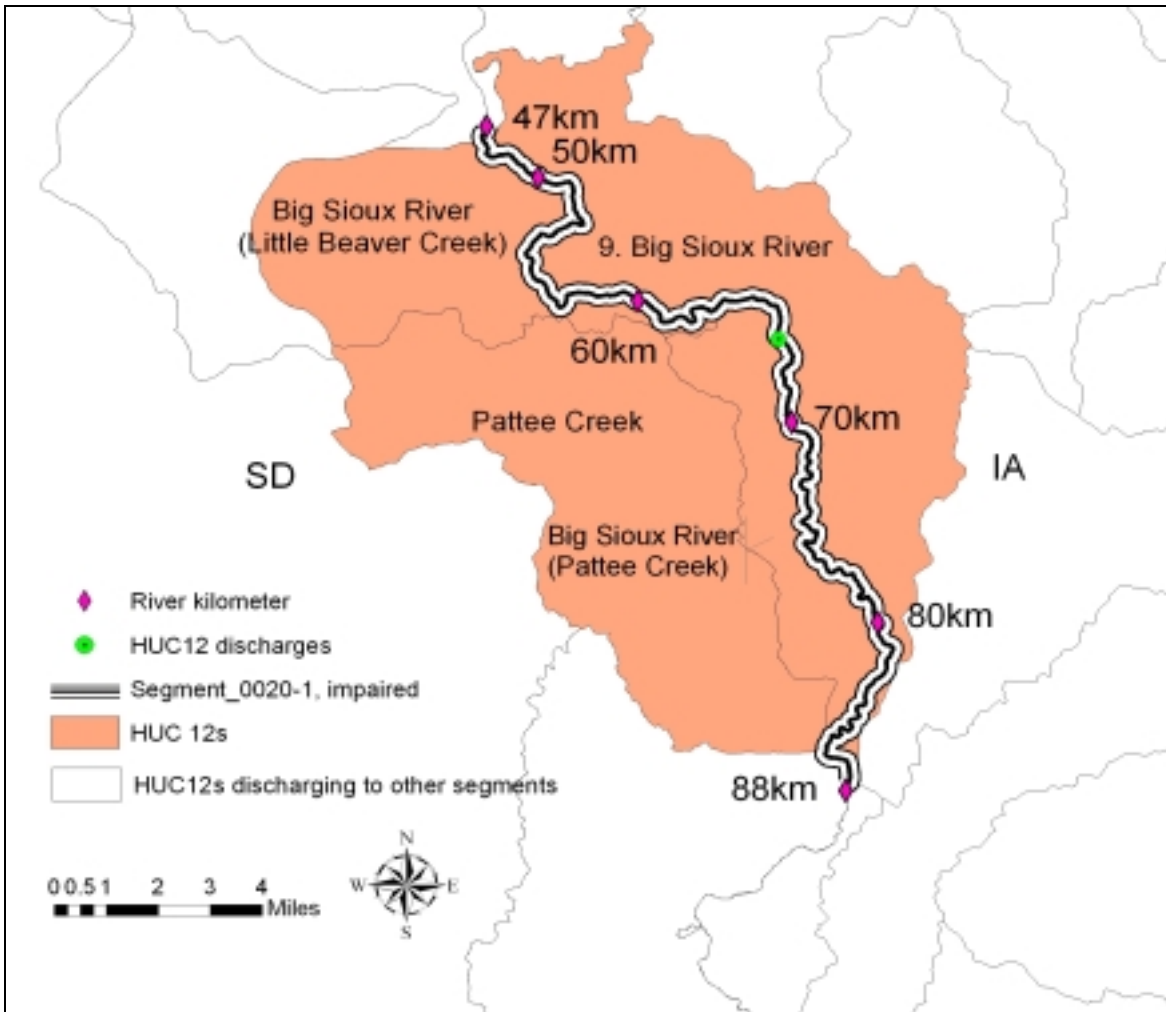 47km
50km
Big Sioux River
(Little Beaver Creek)
9. Big Sioux River
60km
Pattee Creek
70km
SD
IA
Big Sioux River
(Pattee Creek)
River kilometer
80km
HUC12 discharges
Segment_0020-1, impaired
HUC 12s
HUC12s discharging to other segments
88km
N
W E
S
0 0.5 1 2 3 4
Miles